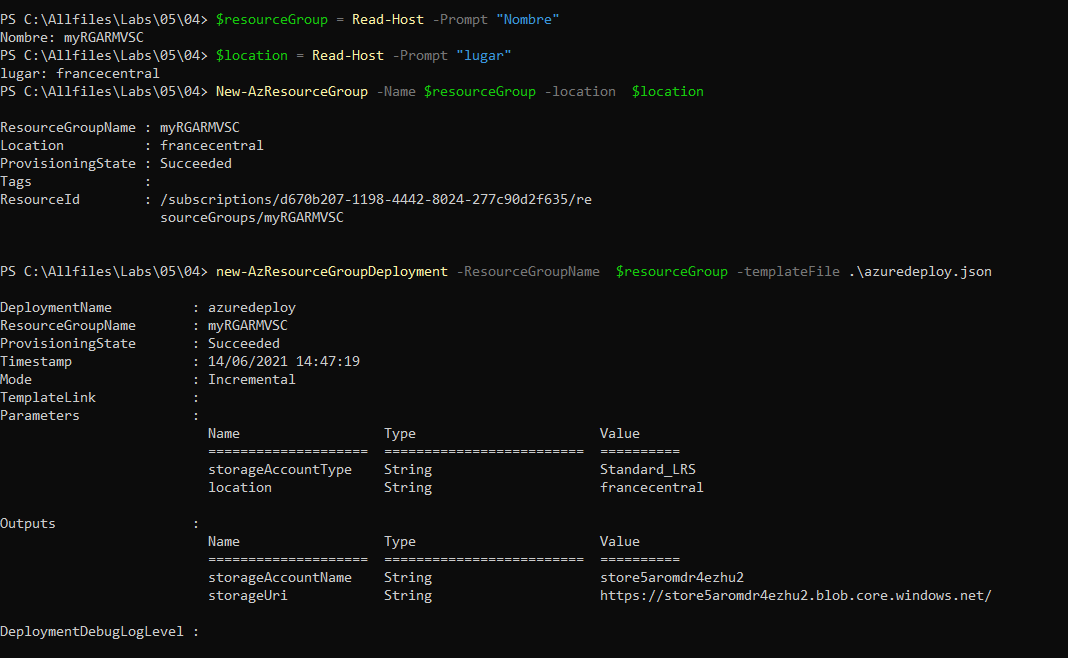 PS C:\Allfiles\Labs\05\04> $resourceGroup = Read-Host -Prompt "Nombre"
Nombre: myRGARMVSC
PS C:\Allfiles\Labs\05\04> $location = Read-Host -Prompt "lugar"
lugar: francecentral
PS C:\Allfiles\Labs\05\04> New-AzResourceGroup -Name $resourceGroup -location  $location
ResourceGroupName : myRGARMVSC
Location          : francecentral
ProvisioningState : Succeeded
Tags              :
ResourceId        : /subscriptions/d670b207-1198-4442-8024-277c90d2f635/re
                    sourceGroups/myRGARMVSC
PS C:\Allfiles\Labs\05\04> new-AzResourceGroupDeployment -ResourceGroupName  $resourceGroup -templateFile .\azuredeploy.json
DeploymentName          : azuredeploy
ResourceGroupName       : myRGARMVSC
ProvisioningState       : Succeeded
Timestamp               : 14/06/2021 14:47:19
Mode                    : Incremental
TemplateLink            :
Parameters              :
                          Name                  Type                       Value
                          ====================  =========================  ==========
                          storageAccountType    String                     Standard_LRS
                          location              String                     francecentral
Outputs                 :
                          Name                  Type                       Value
                          ====================  =========================  ==========
                          storageAccountName    String                     store5aromdr4ezhu2
                          storageUri            String                     https://store5aromdr4ezhu2.blob.core.windows.net/
DeploymentDebugLogLevel :